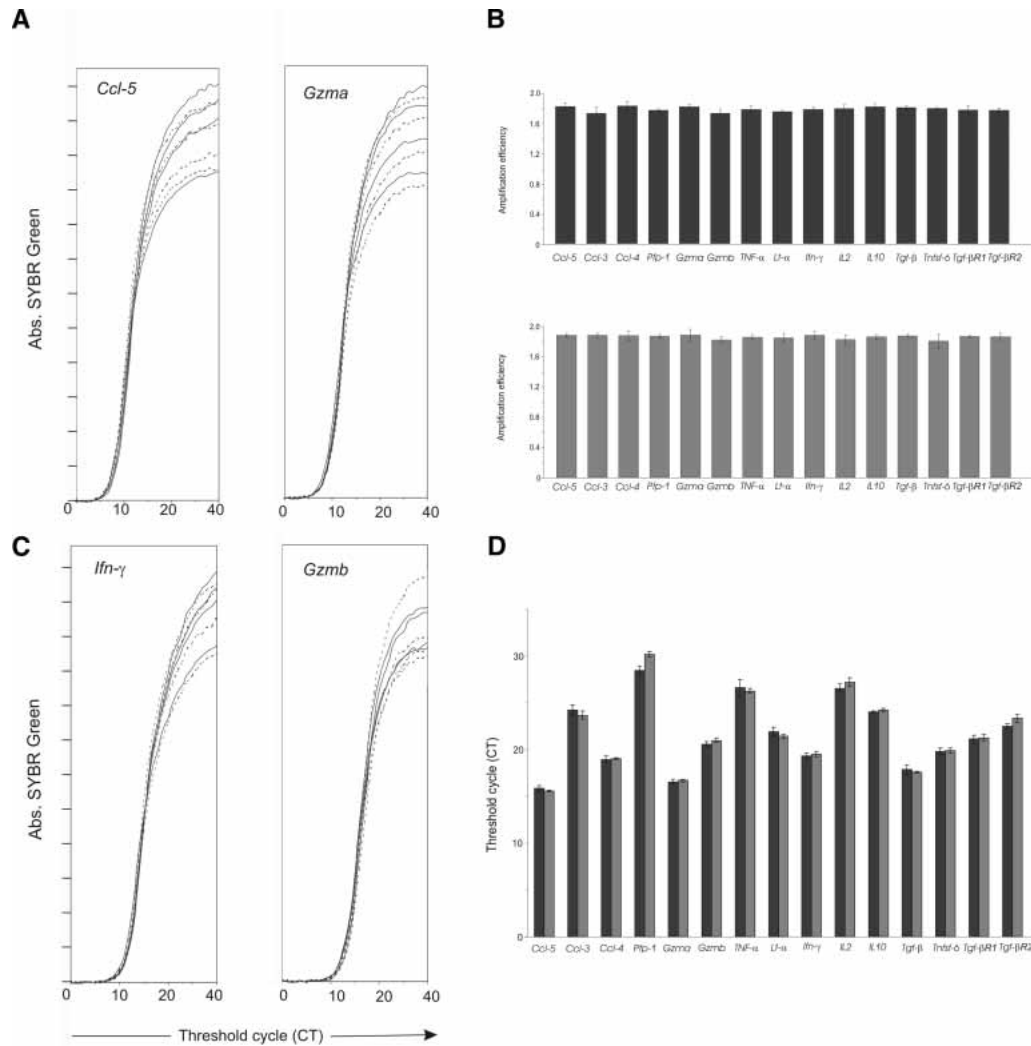 A
Ccl-5
Gzma
Abs. SYBR Green
0 10 20 40
0 10 20 40
B
2.0
1.6
1.2
0.8
0.4
0
Amplification efficiency
Ccl-5 Ccl-3 Ccl-4 Pfp-1 Gzma Gzmb TNF-α Lt-α Ifn-γ IL2 IL10 Tgf-β Tnfsf-6 Tgf-βR1 Tgf-βR2
2.0
1.6
1.2
0.8
0.4
0
Amplification efficiency
Ccl-5 Ccl-3 Ccl-4 Pfp-1 Gzma Gzmb TNF-α Lt-α Ifn-γ IL2 IL10 Tgf-β Tnfsf-6 Tgf-βR1 Tgf-βR2
C
Ifn-γ
Gzmb
Abs. SYBR Green
0 10 20 40
0 10 20 40
Threshold cycle (CT)
D
30
20
10
0
Threshold cycle (CT)
Ccl-5 Ccl-3 Ccl-4 Pfp-1 Gzma Gzmb TNF-α Lt-α Ifn-γ IL2 IL10 Tgf-β Tnfsf-6 Tgf-βR1 Tgf-βR2